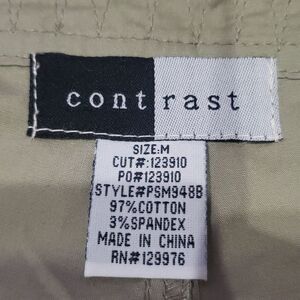 contrast
SIZE:M
CUT#:123910
PO#123910
STYLE#PSM948B
97%COTTON
3%SPANDEX
MADE IN CHINA
RN#129976